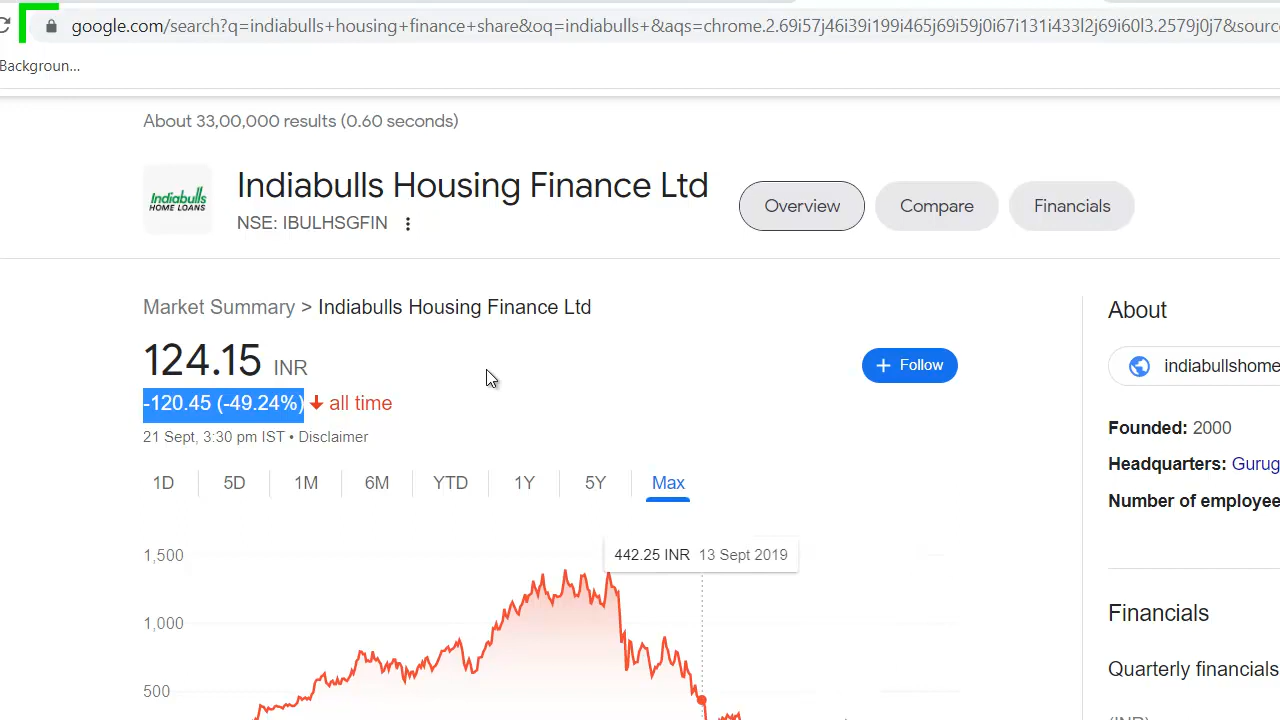 google.com/search?q=indiabulls+housing+finance+share&oq=indiabulls+&aqs=chrome.2.69i57j46i39i199i465j69i59j0i67i131i433l2j69i60l3.2579j0j7&sourc
Backgroun...
About 33,00,000 results (0.60 seconds)
Indiabulls HOME LOANS
Indiabulls Housing Finance Ltd
NSE: IBULHSGFIN
Overview Compare Financials
Market Summary > Indiabulls Housing Finance Ltd
124.15 INR
+ Follow
-120.45 (-49.24%) all time
21 Sept, 3:30 pm IST • Disclaimer
1D 5D 1M 6M YTD 1Y 5Y Max
442.25 INR 13 Sept 2019
1,500
1,000
500
About
indiabullshome
Founded: 2000
Headquarters: Gurug
Number of employee
Financials
Quarterly financials
(INR)